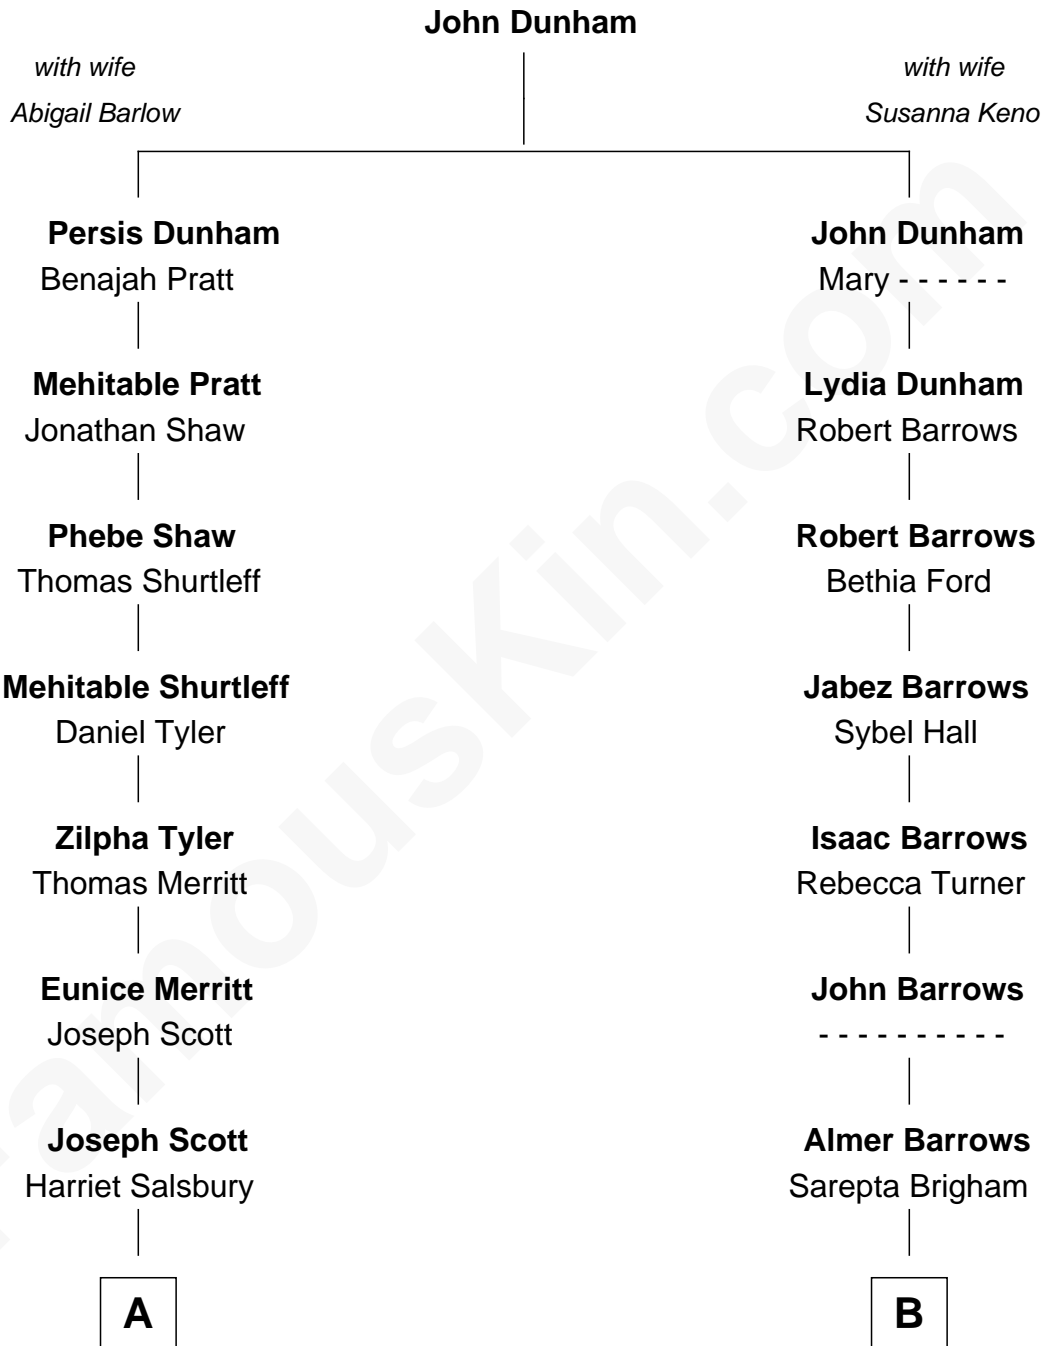 John Dunham
with wife
Abigail Barlow
with wife
Susanna Keno
Persis Dunham
Benajah Pratt
John Dunham
Mary - - - - - -
Mehitable Pratt
Jonathan Shaw
Lydia Dunham
Robert Barrows
Phebe Shaw
Thomas Shurtleff
Robert Barrows
Bethia Ford
Mehitable Shurtleff
Daniel Tyler
Jabez Barrows
Sybel Hall
Zilpha Tyler
Thomas Merritt
Isaac Barrows
Rebecca Turner
Eunice Merritt
Joseph Scott
John Barrows
- - - - - - - - - -
Joseph Scott
Harriet Salsbury
Almer Barrows
Sarepta Brigham
A
B
FamousKin.com